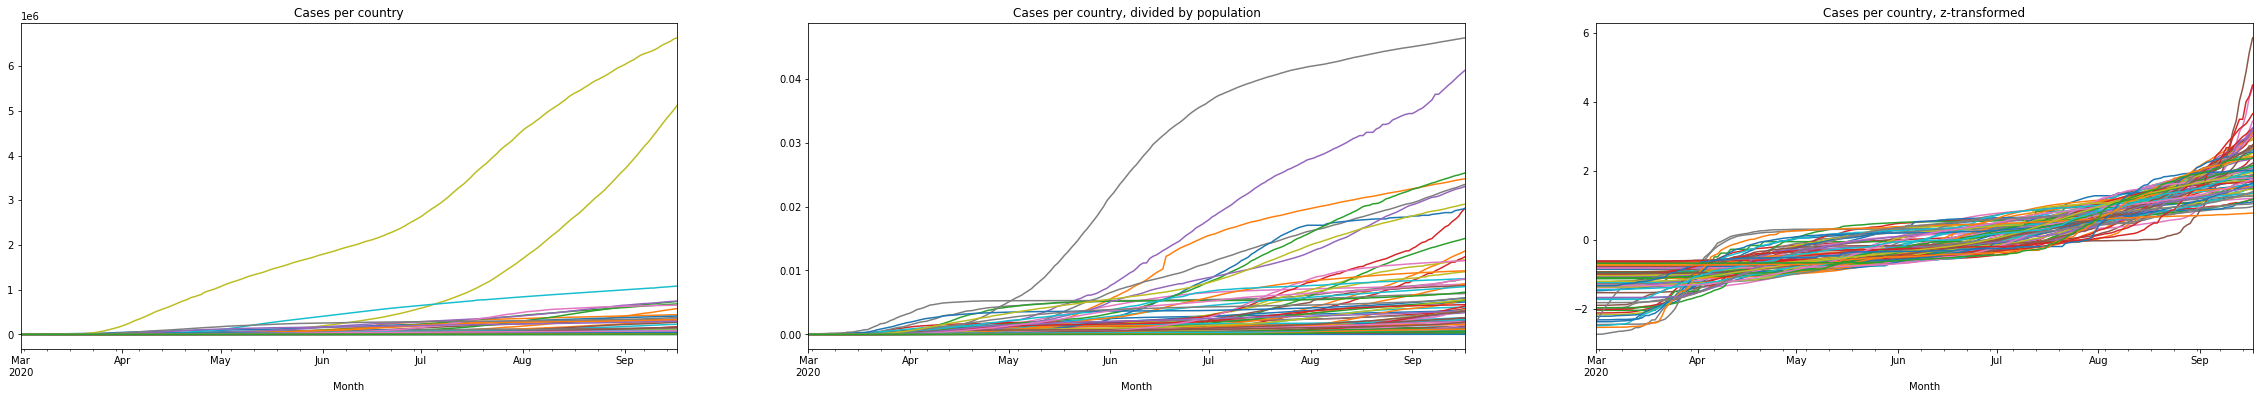 Cases per country
1e6
6
5
4
3
2
1
0
Mar
2020
Apr
May
Jun
Jul
Aug
Sep
Month
Cases per country, divided by population
0.04
0.03
0.02
0.01
0.00
Mar
2020
Apr
May
Jun
Jul
Aug
Sep
Month
Cases per country, z-transformed
6
4
2
0
−2
Mar
2020
Apr
May
Jun
Jul
Aug
Sep
Month